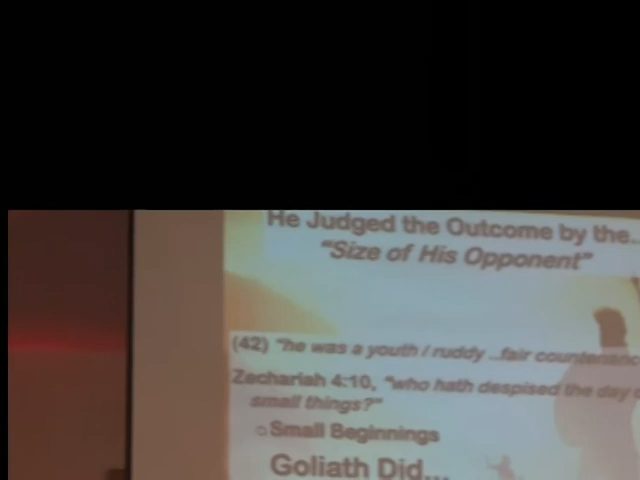 He Judged the Outcome by the...
“Size of His Opponent”
(42) “he was a youth / ruddy ...fair countenanc
Zechariah 4:10, “who hath despised the day o
small things?”
○Small Beginnings
Goliath Did...